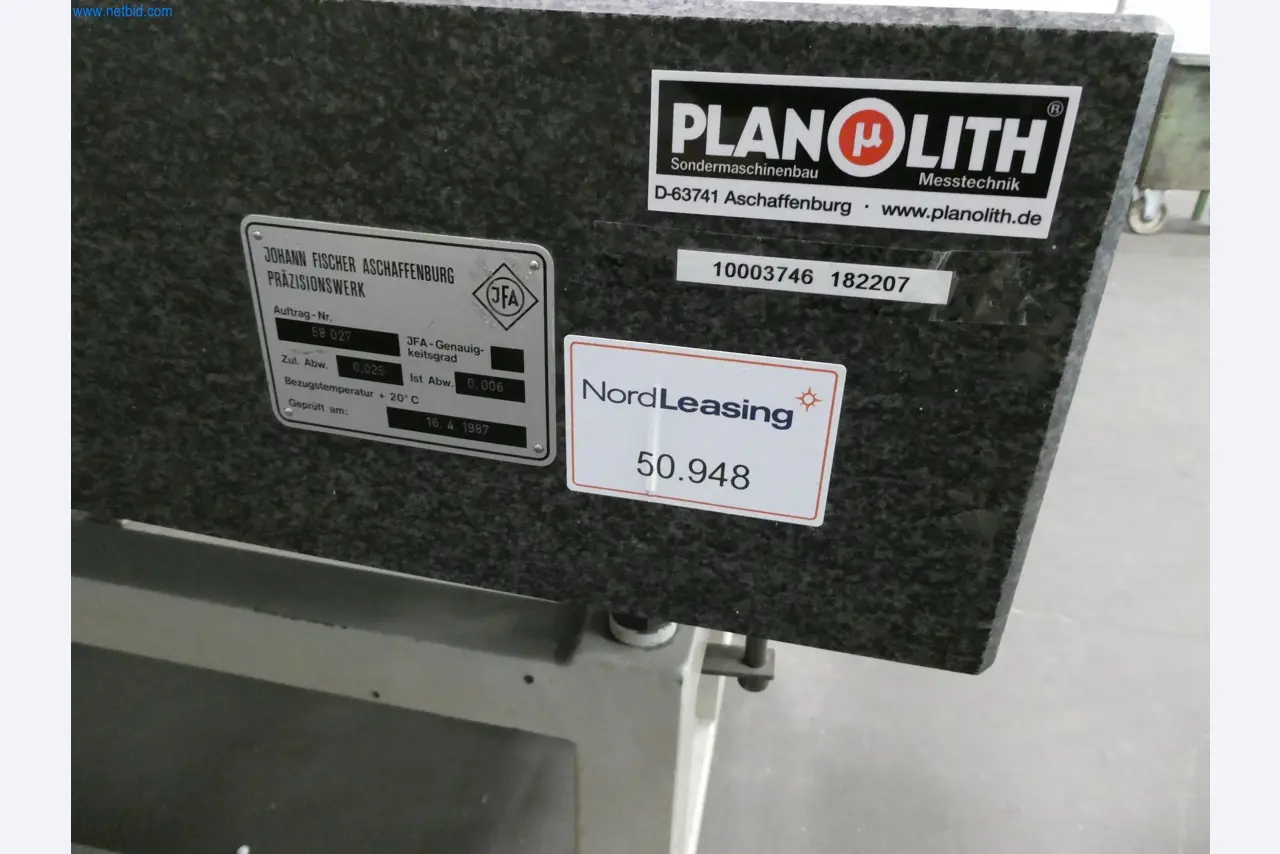 www.netbid.com
PLANµLITH®
Sondermaschinenbau
Messtechnik
D-63741 Aschaffenburg · www.planolith.de
10003746 182207
JOHANN FISCHER ASCHAFFENBURG
PRÄZISIONSWERK
JFA
Auftrag-Nr.
58 027
JFA-Genauig-
keitsgrad
Zul. Abw. 0,025 Ist Abw. 0,006
Bezugstemperatur + 20°C
Geprüft am: 16. 4. 1987
NordLeasing
50.948